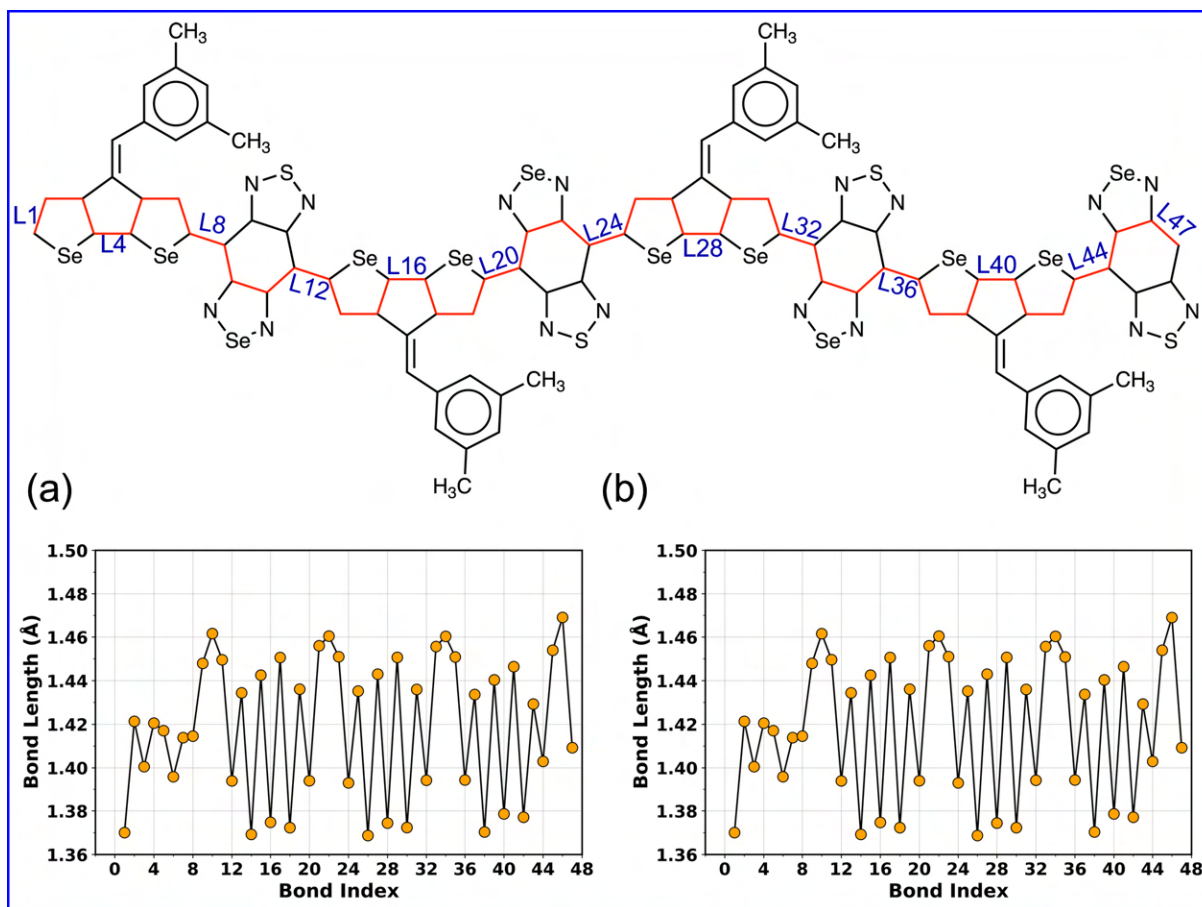 CH3 CH3
CH3 CH3
S Se S Se
N N N N N N N N
L1 L8 L24 L32 L47
L4 Se L16 Se L20 L28 Se L40 Se L44
Se Se Se Se
L12 L36
N N N N N N N N
Se S Se S
CH3 CH3
H3C H3C
(a) (b)
1.50
1.48
1.46
1.44
1.42
1.40
1.38
1.36
Bond Length (Å)
0 4 8 12 16 20 24 28 32 36 40 44 48
Bond Index
1.50
1.48
1.46
1.44
1.42
1.40
1.38
1.36
Bond Length (Å)
0 4 8 12 16 20 24 28 32 36 40 44 48
Bond Index